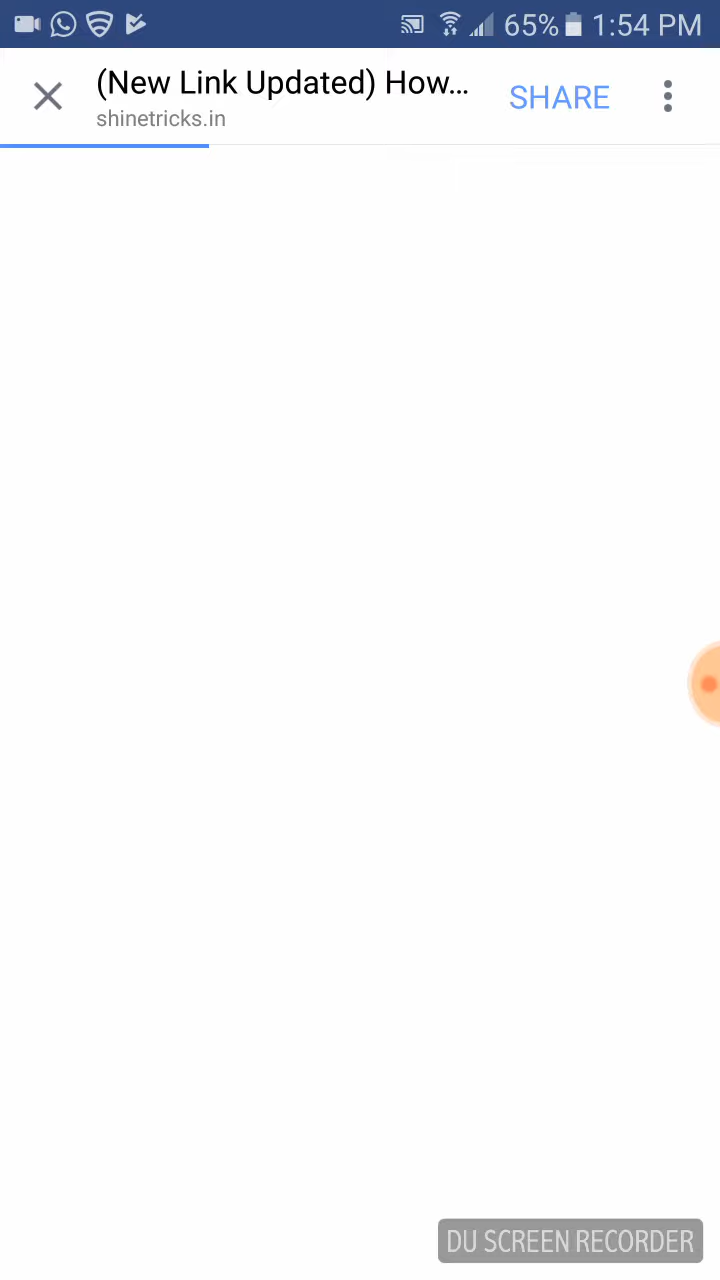 65% 1:54 PM
(New Link Updated) How...
SHARE
shinetricks.in
DU SCREEN RECORDER